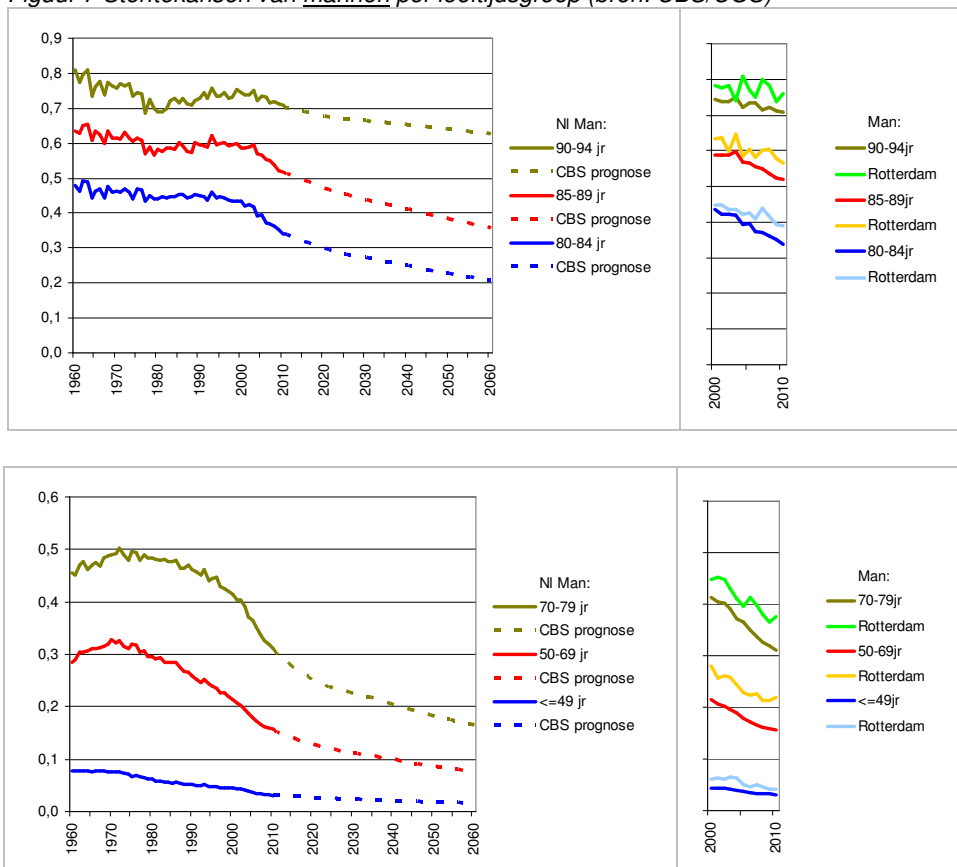 0,9
0,8
0,7
0,6
0,5
0,4
0,3
0,2
0,1
0,0
1960
1970
1980
1990
2000
2010
2020
2030
2040
2050
2060
Nl Man:
90-94 jr
CBS prognose
85-89 jr
CBS prognose
80-84 jr
CBS prognose
2000
2010
Man:
90-94jr
Rotterdam
85-89jr
Rotterdam
80-84jr
Rotterdam
0,6
0,5
0,4
0,3
0,2
0,1
0,0
1960
1970
1980
1990
2000
2010
2020
2030
2040
2050
2060
Nl Man:
70-79 jr
CBS prognose
50-69 jr
CBS prognose
<=49 jr
CBS prognose
2000
2010
Man:
70-79jr
Rotterdam
50-69jr
Rotterdam
<=49jr
Rotterdam